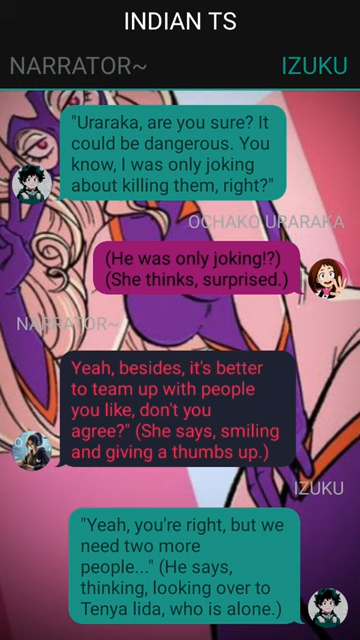 INDIAN TS
NARRATOR~
IZUKU
"Uraraka, are you sure? It
could be dangerous. You
know, I was only joking
about killing them, right?"
OCHAKO URARAKA
(He was only joking!?)
(She thinks, surprised.)
NARRATOR~
Yeah, besides, it's better
to team up with people
you like, don't you
agree?" (She says, smiling
and giving a thumbs up.)
IZUKU
"Yeah, you're right, but we
need two more
people..." (He says,
thinking, looking over to
Tenya Iida, who is alone.)